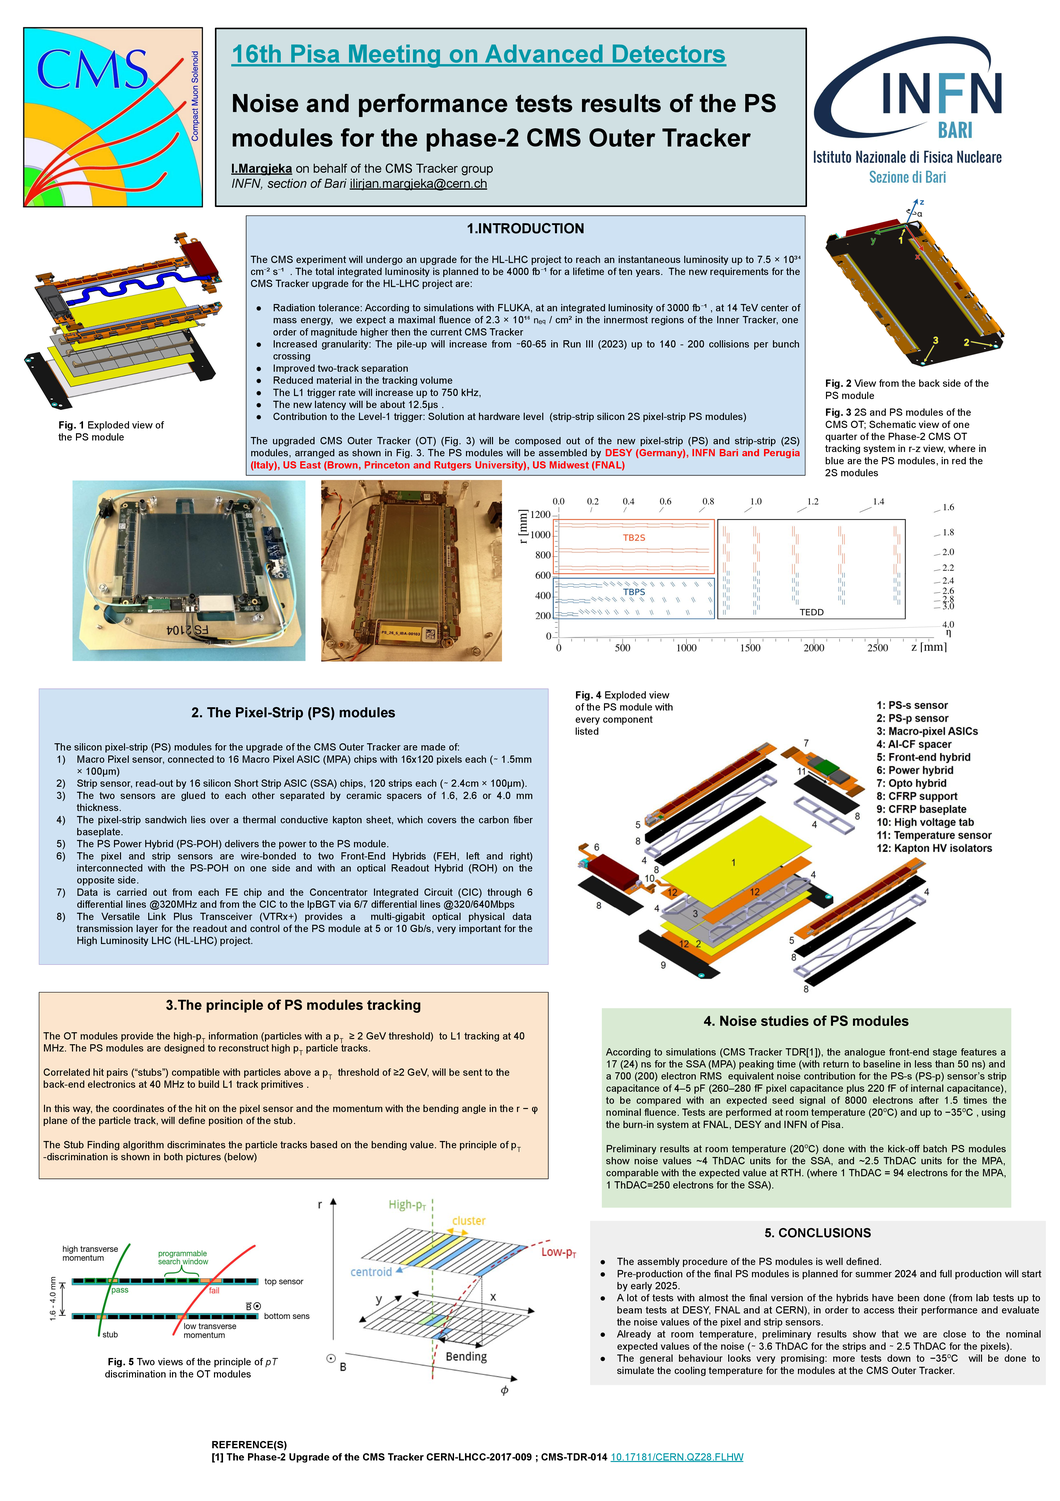 CMS
Compact Muon Solenoid
16th Pisa Meeting on Advanced Detectors
Noise and performance tests results of the PS
modules for the phase-2 CMS Outer Tracker
I.Margjeka on behalf of the CMS Tracker group
INFN, section of Bari ilirjan.margjeka@cern.ch
INFN
BARI
Istituto Nazionale di Fisica Nucleare
Sezione di Bari
Fig. 1 Exploded view of
the PS module
1.INTRODUCTION
The CMS experiment will undergo an upgrade for the HL-LHC project to reach an instantaneous luminosity up to 7.5 × 10³⁴
cm⁻² s⁻¹ . The total integrated luminosity is planned to be 4000 fb⁻¹ for a lifetime of ten years. The new requirements for the
CMS Tracker upgrade for the HL-LHC project are:
● Radiation tolerance: According to simulations with FLUKA, at an integrated luminosity of 3000 fb⁻¹ , at 14 TeV center of
mass energy, we expect a maximal fluence of 2.3 × 10¹⁶ nₑq / cm² in the innermost regions of the Inner Tracker, one
order of magnitude higher then the current CMS Tracker
● Increased granularity: The pile-up will increase from ~60-65 in Run III (2023) up to 140 - 200 collisions per bunch
crossing
● Improved two-track separation
● Reduced material in the tracking volume
● The L1 trigger rate will increase up to 750 kHz,
● The new latency will be about 12.5µs .
● Contribution to the Level-1 trigger: Solution at hardware level (strip-strip silicon 2S pixel-strip PS modules)
The upgraded CMS Outer Tracker (OT) (Fig. 3) will be composed out of the new pixel-strip (PS) and strip-strip (2S)
modules, arranged as shown in Fig. 3. The PS modules will be assembled by DESY (Germany), INFN Bari and Perugia
(Italy), US East (Brown, Princeton and Rutgers University), US Midwest (FNAL)
z
α
y
x
1
2
3
Fig. 2 View from the back side of the
PS module
Fig. 3 2S and PS modules of the
CMS OT; Schematic view of one
quarter of the Phase-2 CMS OT
tracking system in r-z view, where in
blue are the PS modules, in red the
2S modules
FS2104
0.0 0.2 0.4 0.6 0.8 1.0 1.2 1.4 1.6
1.8
2.0
2.2
2.4
2.6
2.8
3.0
4.0
η
r [mm]
1200
1000
800
600
400
200
0
TB2S
TBPS
TEDD
0 500 1000 1500 2000 2500 z [mm]
2. The Pixel-Strip (PS) modules
The silicon pixel-strip (PS) modules for the upgrade of the CMS Outer Tracker are made of:
1) Macro Pixel sensor, connected to 16 Macro Pixel ASIC (MPA) chips with 16x120 pixels each (~ 1.5mm
× 100µm)
2) Strip sensor, read-out by 16 silicon Short Strip ASIC (SSA) chips, 120 strips each (~ 2.4cm × 100µm).
3) The two sensors are glued to each other separated by ceramic spacers of 1.6, 2.6 or 4.0 mm
thickness.
4) The pixel-strip sandwich lies over a thermal conductive kapton sheet, which covers the carbon fiber
baseplate.
5) The PS Power Hybrid (PS-POH) delivers the power to the PS module.
6) The pixel and strip sensors are wire-bonded to two Front-End Hybrids (FEH, left and right)
interconnected with the PS-POH on one side and with an optical Readout Hybrid (ROH) on the
opposite side.
7) Data is carried out from each FE chip and the Concentrator Integrated Circuit (CIC) through 6
differential lines @320MHz and from the CIC to the lpBGT via 6/7 differential lines @320/640Mbps
8) The Versatile Link Plus Transceiver (VTRx+) provides a multi-gigabit optical physical data
transmission layer for the readout and control of the PS module at 5 or 10 Gb/s, very important for the
High Luminosity LHC (HL-LHC) project.
Fig. 4 Exploded view
of the PS module with
every component
listed
1: PS-s sensor
2: PS-p sensor
3: Macro-pixel ASICs
4: Al-CF spacer
5: Front-end hybrid
6: Power hybrid
7: Opto hybrid
8: CFRP support
9: CFRP baseplate
10: High voltage tab
11: Temperature sensor
12: Kapton HV isolators
7
11
8
4
5
8
6
4
8
10
1
12
12
4
8
4
3
4
12 2
5
9
8
8
3.The principle of PS modules tracking
The OT modules provide the high-pT information (particles with a pT ≥ 2 GeV threshold) to L1 tracking at 40
MHz. The PS modules are designed to reconstruct high pT particle tracks.
Correlated hit pairs (“stubs”) compatible with particles above a pT threshold of ≥2 GeV, will be sent to the
back-end electronics at 40 MHz to build L1 track primitives .
In this way, the coordinates of the hit on the pixel sensor and the momentum with the bending angle in the r − φ
plane of the particle track, will define position of the stub.
The Stub Finding algorithm discriminates the particle tracks based on the bending value. The principle of pT
-discrimination is shown in both pictures (below)
4. Noise studies of PS modules
According to simulations (CMS Tracker TDR[1]), the analogue front-end stage features a
17 (24) ns for the SSA (MPA) peaking time (with return to baseline in less than 50 ns) and
a 700 (200) electron RMS equivalent noise contribution for the PS-s (PS-p) sensor’s strip
capacitance of 4–5 pF (260–280 fF pixel capacitance plus 220 fF of internal capacitance),
to be compared with an expected seed signal of 8000 electrons after 1.5 times the
nominal fluence. Tests are performed at room temperature (20°C) and up to −35°C , using
the burn-in system at FNAL, DESY and INFN of Pisa.
Preliminary results at room temperature (20°C) done with the kick-off batch PS modules
show noise values ~4 ThDAC units for the SSA, and ~2.5 ThDAC units for the MPA,
comparable with the expected value at RTH. (where 1 ThDAC = 94 electrons for the MPA,
1 ThDAC=250 electrons for the SSA).
high transverse
momentum
programmable
search window
top sensor
pass
fail
1.6 - 4.0 mm
B
bottom sens
stub
low transverse
momentum
Fig. 5 Two views of the principle of pT
discrimination in the OT modules
r
High-pT
cluster
Low-pT
centroid
y
x
Bending
B
ϕ
5. CONCLUSIONS
● The assembly procedure of the PS modules is well defined.
● Pre-production of the final PS modules is planned for summer 2024 and full production will start
by early 2025.
● A lot of tests with almost the final version of the hybrids have been done (from lab tests up to
beam tests at DESY, FNAL and at CERN), in order to access their performance and evaluate
the noise values of the pixel and strip sensors.
● Already at room temperature, preliminary results show that we are close to the nominal
expected values of the noise (~ 3.6 ThDAC for the strips and ~ 2.5 ThDAC for the pixels).
● The general behaviour looks very promising: more tests down to −35°C will be done to
simulate the cooling temperature for the modules at the CMS Outer Tracker.
REFERENCE(S)
[1] The Phase-2 Upgrade of the CMS Tracker CERN-LHCC-2017-009 ; CMS-TDR-014 10.17181/CERN.QZ28.FLHW